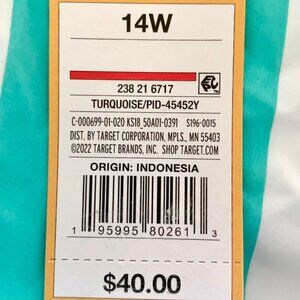 14W
238 21 6717
TURQUOISE/PID-45452Y
C-000699-01-020 KS18_50A01-0391 S196-0015
DIST. BY TARGET CORPORATION, MPLS., MN 55403
©2022 TARGET BRANDS, INC. SHOP TARGET.COM
ORIGIN: INDONESIA
1 95995 80261 3
$40.00